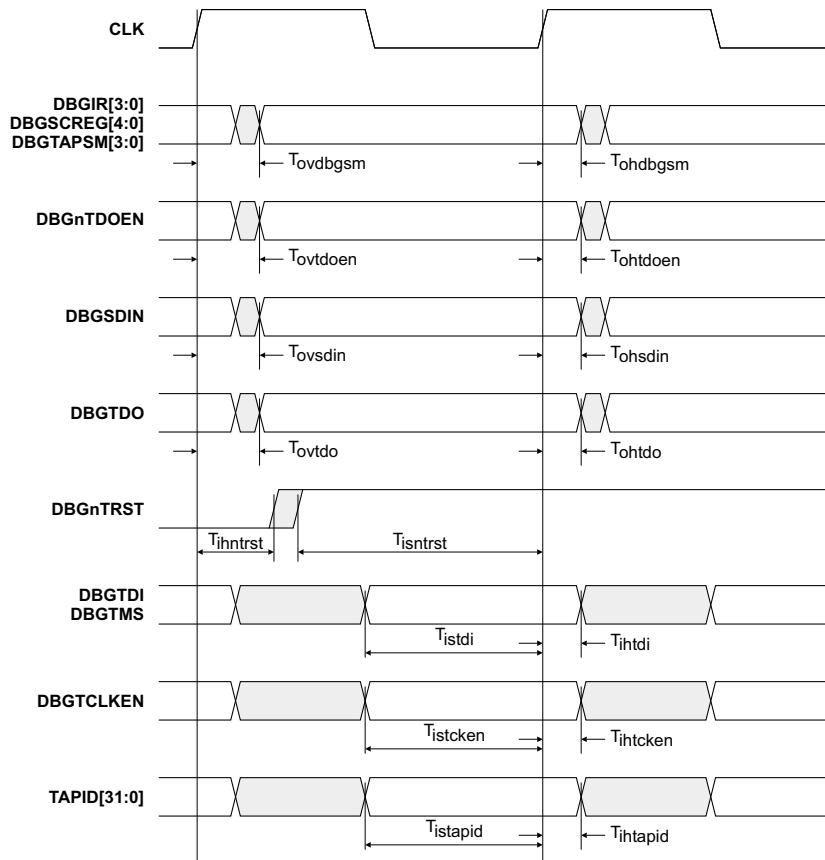 CLK
DBGIR[3:0]
DBGSCREG[4:0]
DBGTAPSM[3:0]
Tovdbgsm
Tohdbgsm
DBGnTDOEN
Tovtdoen
Tohtdoen
DBGSDIN
Tovsdin
Tohsdin
DBGTDO
Tovtdo
Tohtdo
DBGnTRST
Tihntrst
Tisntrst
DBGTDI
DBGTMS
Tistdi
Tihtdi
DBGTCLKEN
Tistcken
Tihtcken
TAPID[31:0]
Tistapid
Tihtapid